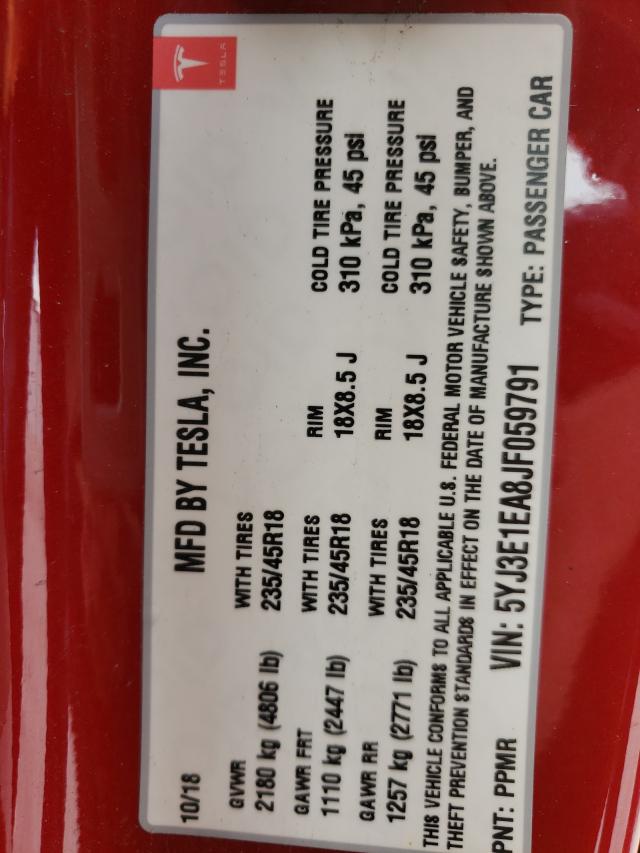 TESLA
10/18 MFD BY TESLA, INC.
GVWR WITH TIRES
2180 kg (4806 lb) 235/45R18
GAWR FRT WITH TIRES RIM COLD TIRE PRESSURE
1110 kg (2447 lb) 235/45R18 18X8.5 J 310 kPa, 45 psi
GAWR RR WITH TIRES RIM COLD TIRE PRESSURE
1257 kg (2771 lb) 235/45R18 18X8.5 J 310 kPa, 45 psi
THIS VEHICLE CONFORMS TO ALL APPLICABLE U.S. FEDERAL MOTOR VEHICLE SAFETY, BUMPER, AND
THEFT PREVENTION STANDARDS IN EFFECT ON THE DATE OF MANUFACTURE SHOWN ABOVE.
PNT: PPMR VIN: 5YJ3E1EA8JF059791 TYPE: PASSENGER CAR